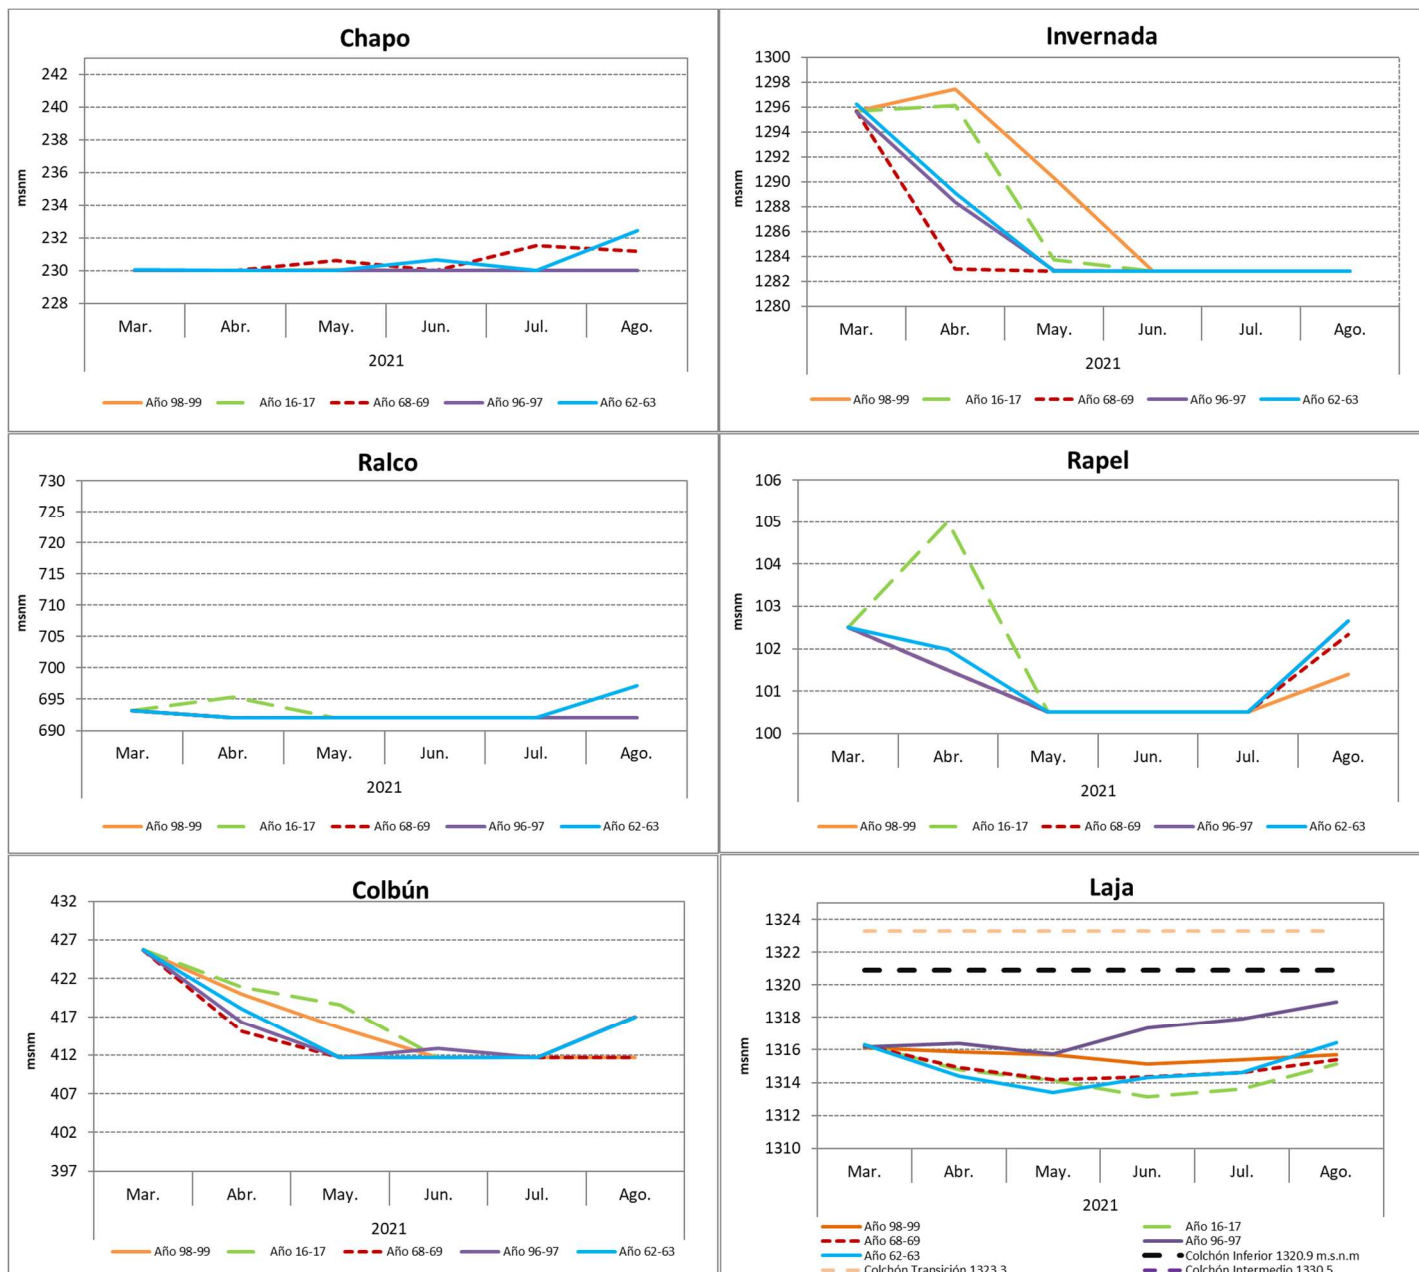 Chapo
242
240
238
236
234
232
230
228
msnm
Mar. Abr. May. Jun. Jul. Ago.
2021
Año 98-99 Año 16-17 Año 68-69 Año 96-97 Año 62-63
Invernada
1300
1298
1296
1294
1292
1290
1288
1286
1284
1282
1280
msnm
Mar. Abr. May. Jun. Jul. Ago.
2021
Año 98-99 Año 16-17 Año 68-69 Año 96-97 Año 62-63
Ralco
730
725
720
715
710
705
700
695
690
msnm
Mar. Abr. May. Jun. Jul. Ago.
2021
Año 98-99 Año 16-17 Año 68-69 Año 96-97 Año 62-63
Rapel
106
105
104
103
102
101
100
msnm
Mar. Abr. May. Jun. Jul. Ago.
2021
Año 98-99 Año 16-17 Año 68-69 Año 96-97 Año 62-63
Colbún
432
427
422
417
412
407
402
397
msnm
Mar. Abr. May. Jun. Jul. Ago.
2021
Año 98-99 Año 16-17 Año 68-69 Año 96-97 Año 62-63
Laja
1324
1322
1320
1318
1316
1314
1312
1310
msnm
Mar. Abr. May. Jun. Jul. Ago.
2021
Año 98-99 Año 16-17
Año 68-69 Año 96-97
Año 62-63 Colchón Inferior 1320.9 m.s.n.m
Colchón Transición 1323.3 Colchón Intermedio 1330.5